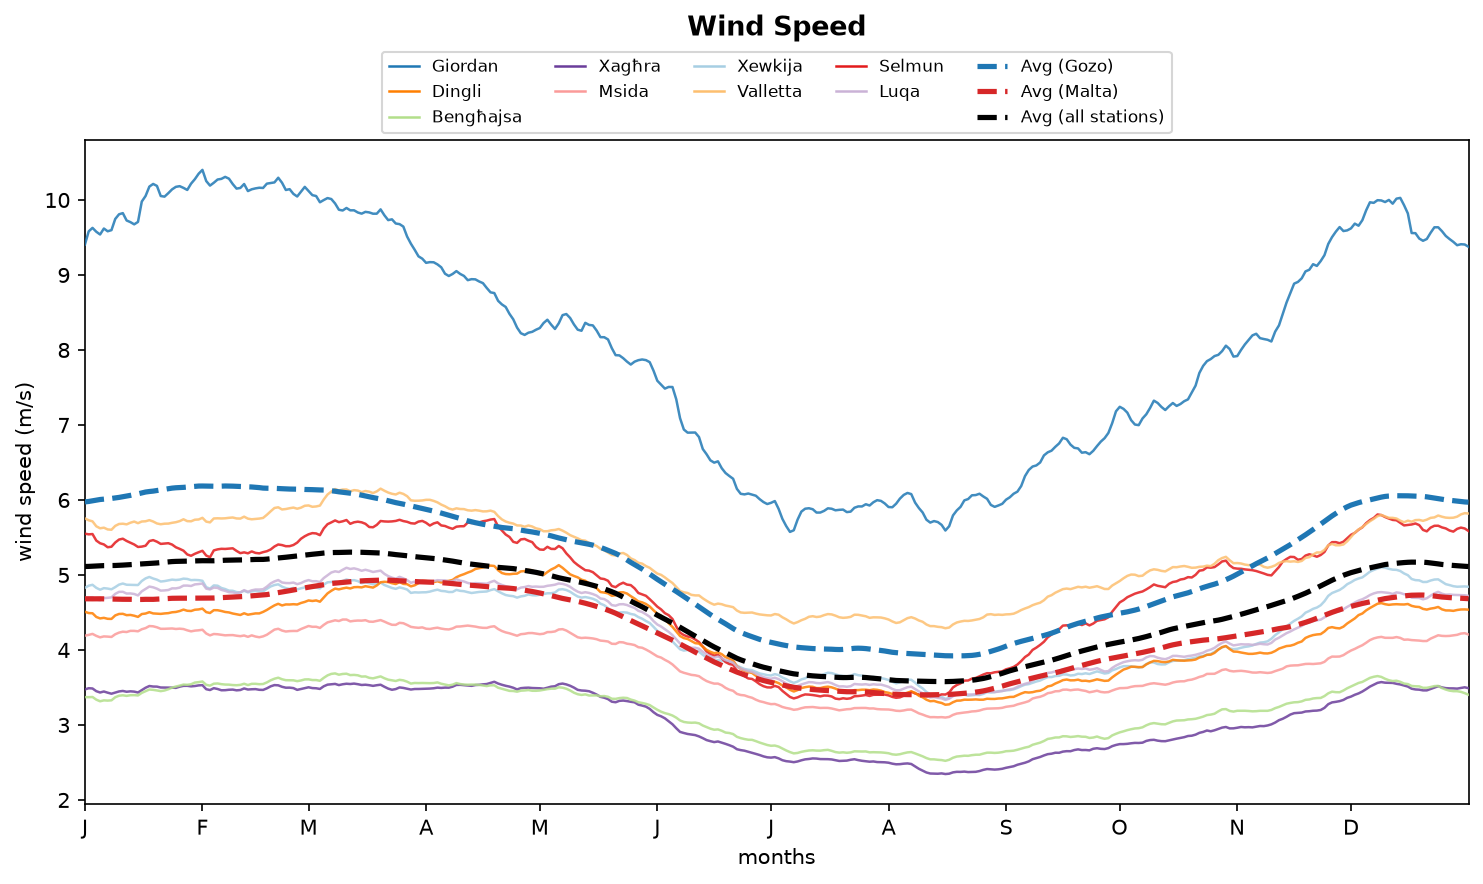 Wind Speed
Giordan Xagħra Xewkija Selmun Avg (Gozo)
Dingli Msida Valletta Luqa Avg (Malta)
Bengħajsa Avg (all stations)
10
9
8
7
6
5
4
3
2
wind speed (m/s)
J F M A M J J A S O N D
months